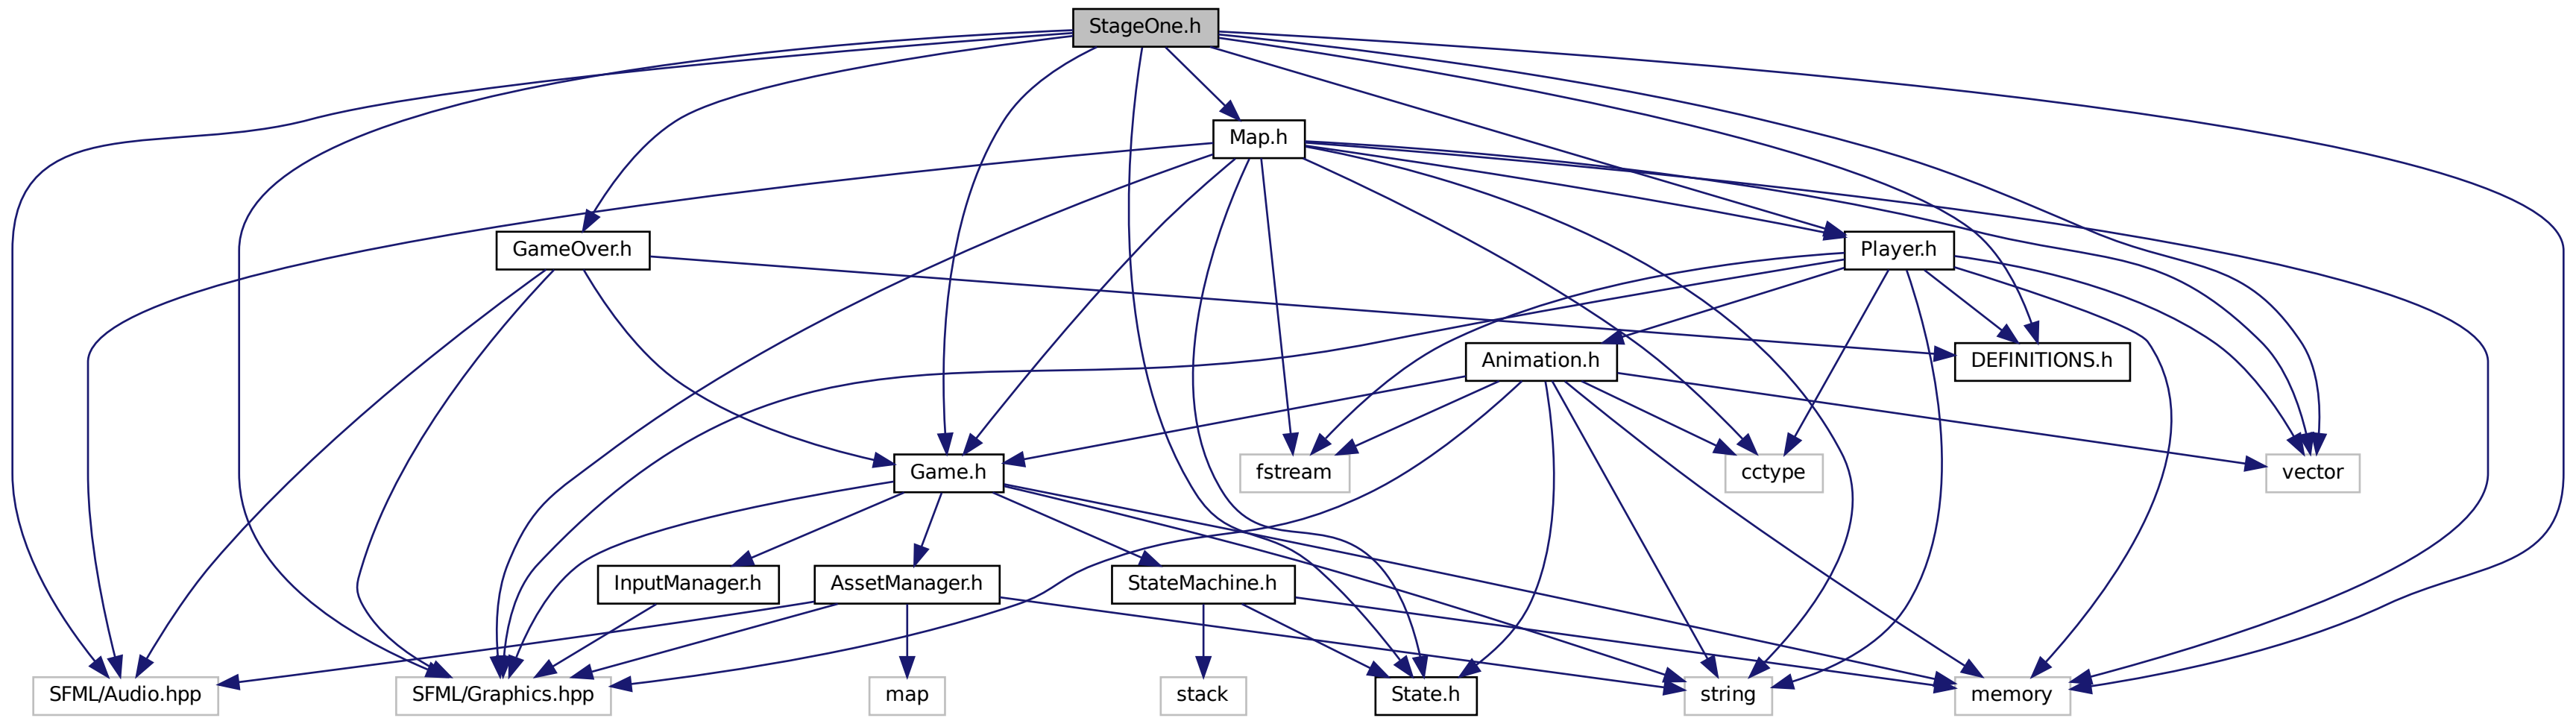 StageOne.h
Map.h
GameOver.h
Player.h
Animation.h
DEFINITIONS.h
Game.h
fstream
cctype
vector
InputManager.h
AssetManager.h
StateMachine.h
SFML/Audio.hpp
SFML/Graphics.hpp
map
stack
State.h
string
memory